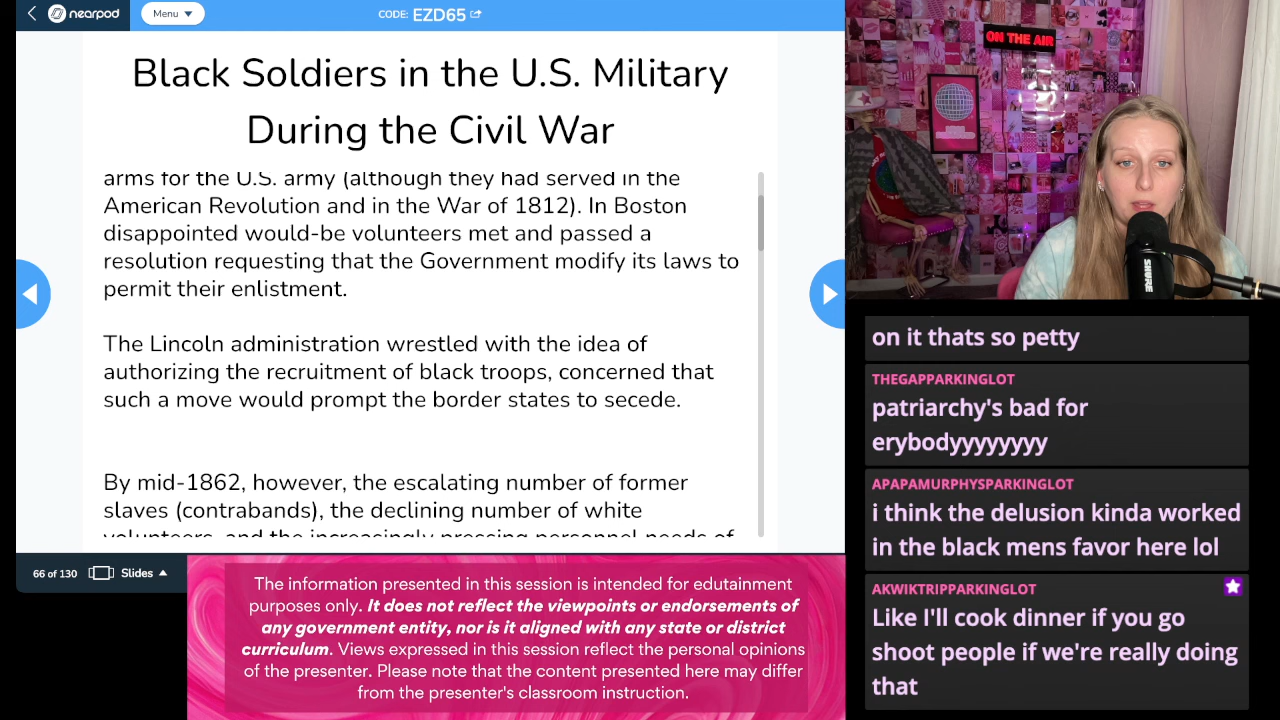 nearpod
Menu
CODE: EZD65
Black Soldiers in the U.S. Military
During the Civil War
arms for the U.S. army (although they had served in the
American Revolution and in the War of 1812). In Boston
disappointed would-be volunteers met and passed a
resolution requesting that the Government modify its laws to
permit their enlistment.
The Lincoln administration wrestled with the idea of
authorizing the recruitment of black troops, concerned that
such a move would prompt the border states to secede.
By mid-1862, however, the escalating number of former
slaves (contrabands), the declining number of white
volunteers, and the increasingly pressing personnel needs of
66 of 130
Slides
The information presented in this session is intended for edutainment
purposes only. It does not reflect the viewpoints or endorsements of
any government entity, nor is it aligned with any state or district
curriculum. Views expressed in this session reflect the personal opinions
of the presenter. Please note that the content presented here may differ
from the presenter's classroom instruction.
ON THE AIR
SHURE
on it thats so petty
THEGAPPARKINGLOT
patriarchy's bad for
erybodyyyyyyyy
APAPAMURPHYSPARKINGLOT
i think the delusion kinda worked
in the black mens favor here lol
AKWIKTRIPPARKINGLOT
Like I'll cook dinner if you go
shoot people if we're really doing
that